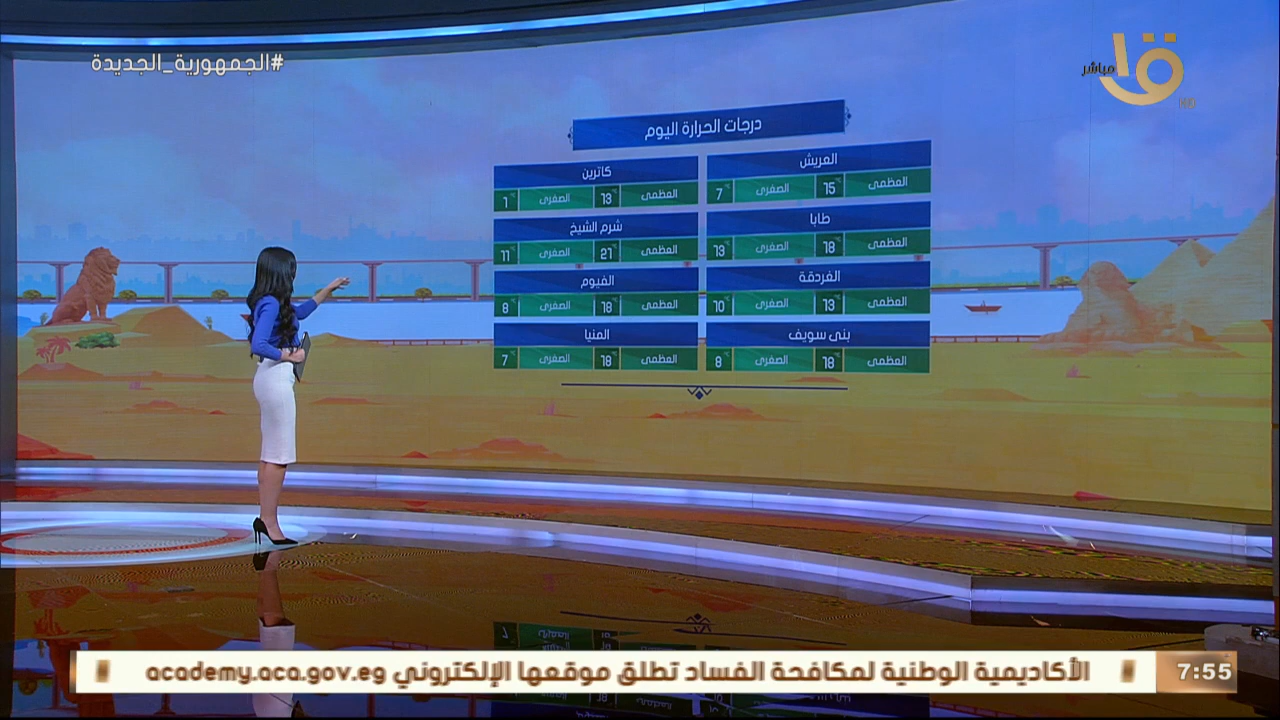 #الجمهورية_الجديدة
مباشر
HD
درجات الحرارة اليوم
العريش
العظمى 15 الصغرى 7
كاترين
العظمى 13 الصغرى 1
طابا
العظمى 18 الصغرى 13
شرم الشيخ
العظمى 21 الصغرى 11
الغردقة
العظمى 13 الصغرى 10
الفيوم
العظمى 18 الصغرى 8
بنى سويف
العظمى 18 الصغرى 8
المنيا
العظمى 18 الصغرى 7
7:55
الأكاديمية الوطنية لمكافحة الفساد تطلق موقعها الإلكتروني academy.aca.gov.eg